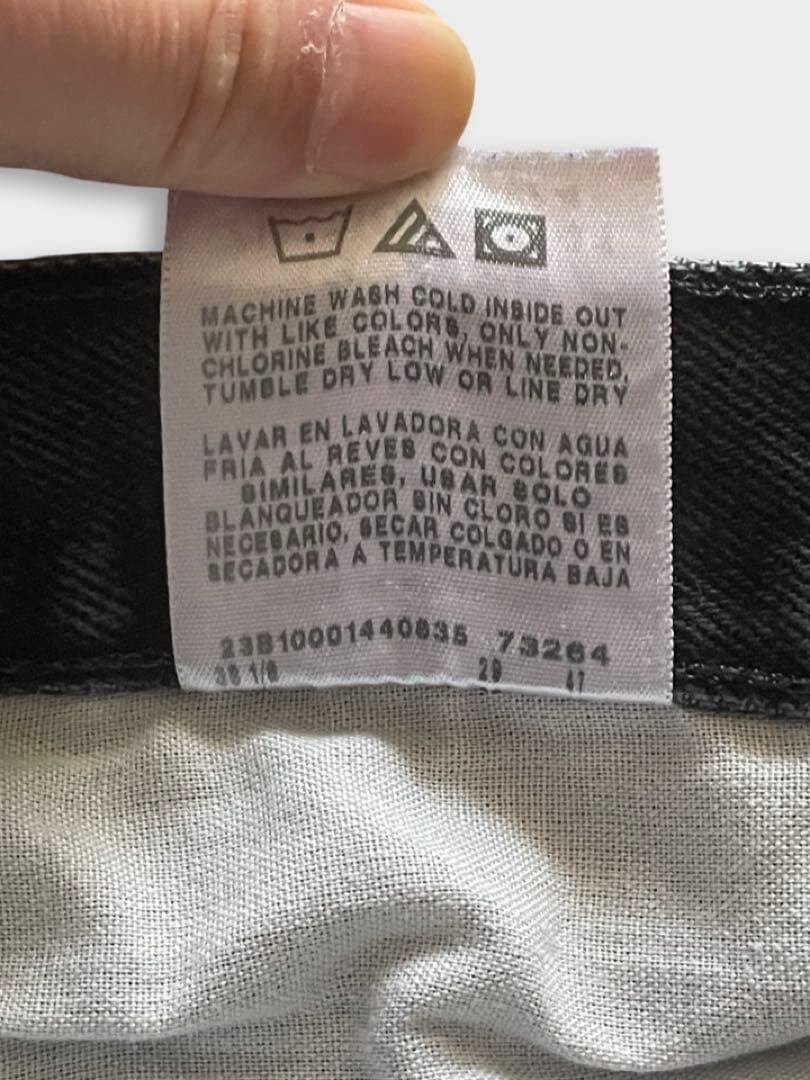 MACHINE WASH COLD INSIDE OUT
WITH LIKE COLORS, ONLY NON-
CHLORINE BLEACH WHEN NEEDED,
TUMBLE DRY LOW OR LINE DRY
LAVAR EN LAVADORA CON AGUA
FRIA AL REVES CON COLORES
SIMILARES, USAR SOLO
BLANQUEADOR SIN CLORO SI ES
NECESARIO, SECAR COLGADO O EN
SECADORA A TEMPERATURA BAJA
23B10001440835 73264
29 47